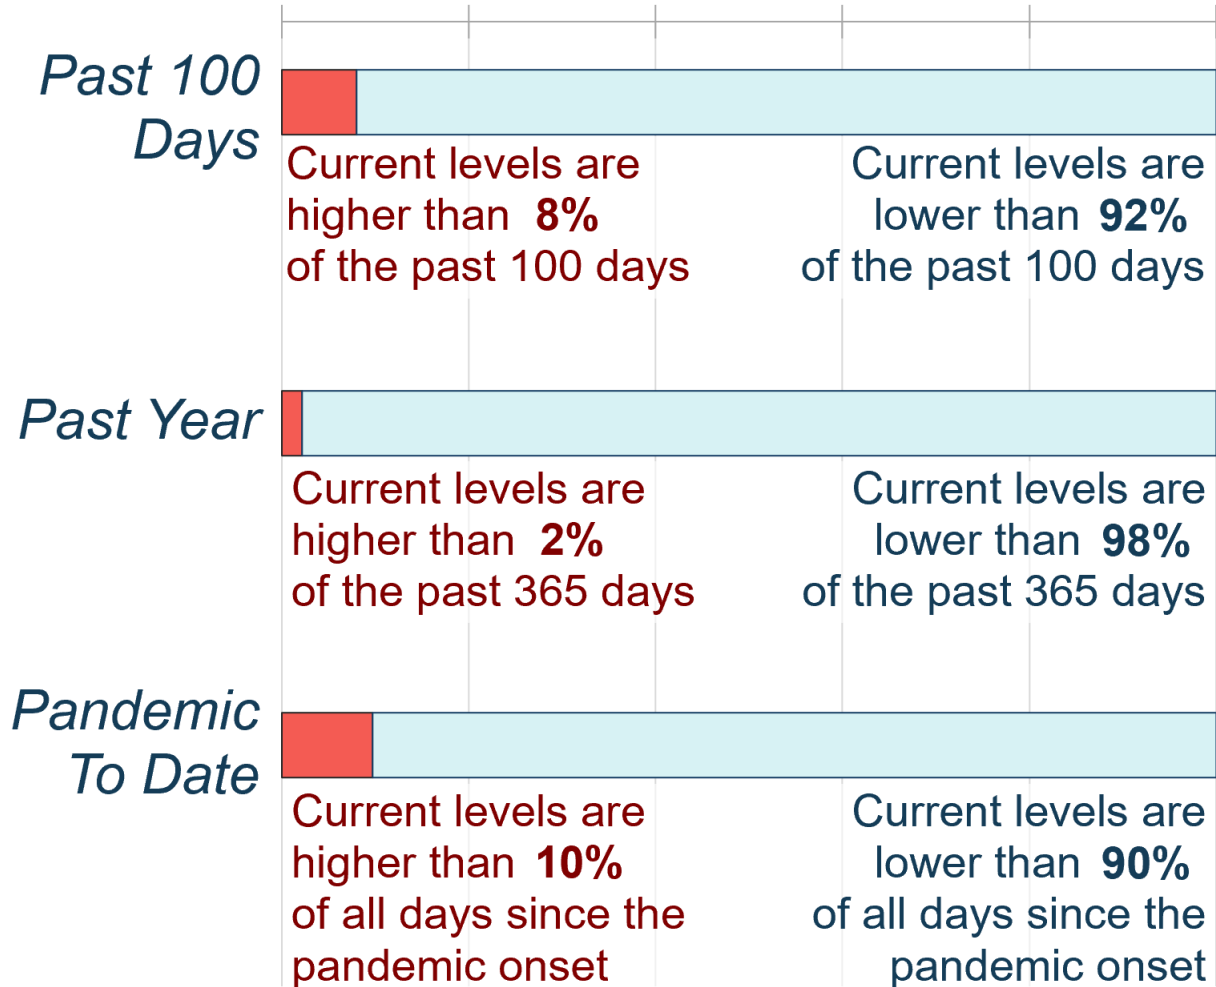 Past 100
Days
Current levels are
higher than 8%
of the past 100 days
Current levels are
lower than 92%
of the past 100 days
Past Year
Current levels are
higher than 2%
of the past 365 days
Current levels are
lower than 98%
of the past 365 days
Pandemic
To Date
Current levels are
higher than 10%
of all days since the
pandemic onset
Current levels are
lower than 90%
of all days since the
pandemic onset